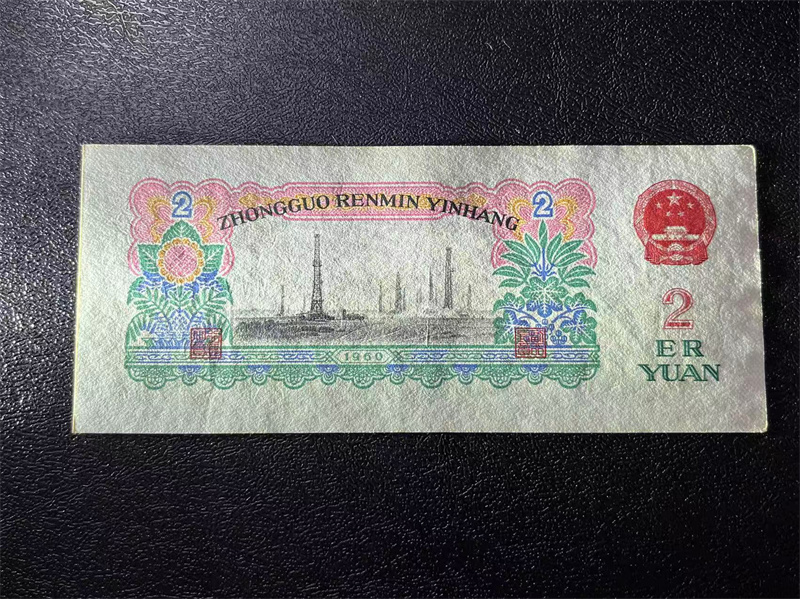 2 2
ZHONGGUO RENMIN YINHANG
1960
2
ER
YUAN